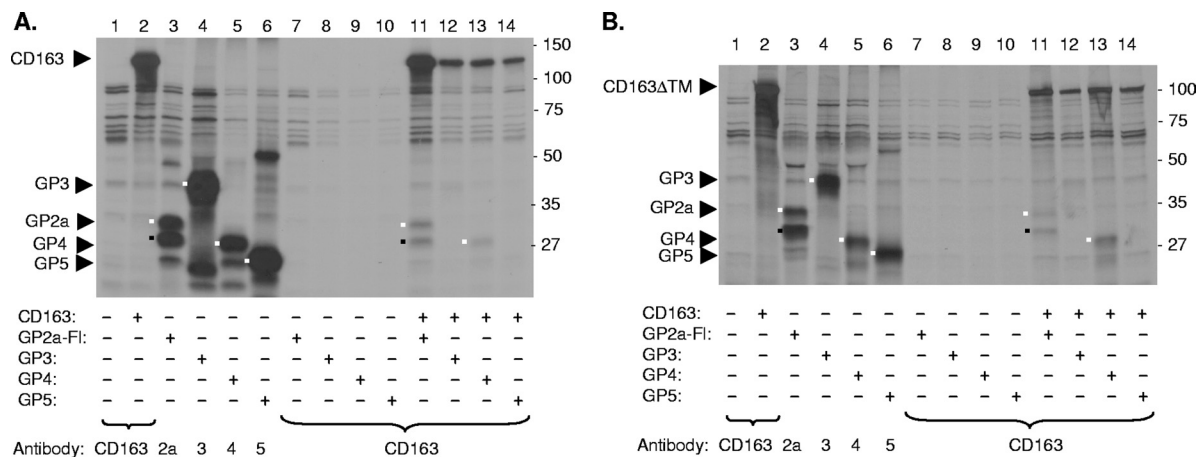 A.
1 2 3 4 5 6 7 8 9 10 11 12 13 14
CD163
GP3
GP2a
GP4
GP5
- 150
- 100
- 75
- 50
- 35
- 27
CD163: – + – – – – – – – – + + + +
GP2a-Fl: – – + – – – + – – – + – – –
GP3: – – – + – – – + – – – + – –
GP4: – – – – + – – – + – – – + –
GP5: – – – – – + – – – + – – – +
Antibody: CD163 2a 3 4 5 CD163
B.
1 2 3 4 5 6 7 8 9 10 11 12 13 14
CD163ΔTM
GP3
GP2a
GP4
GP5
- 100
- 75
- 50
- 35
- 27
CD163: – + – – – – – – – – + + + +
GP2a-Fl: – – + – – – + – – – + – – –
GP3: – – – + – – – + – – – + – –
GP4: – – – – + – – – + – – – + –
GP5: – – – – – + – – – + – – – +
Antibody: CD163 2a 3 4 5 CD163